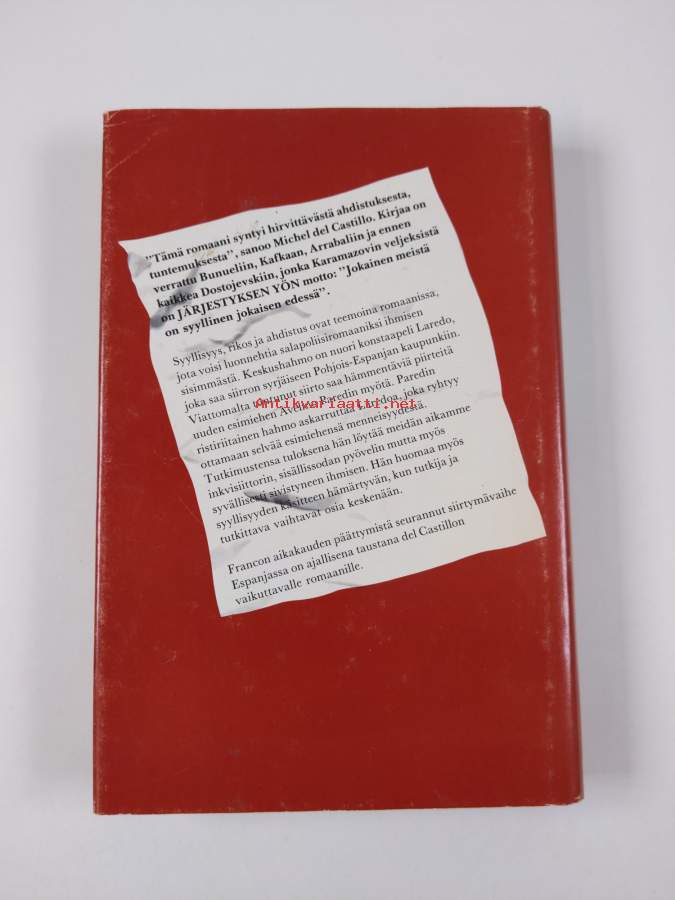 "Tämä romaani syntyi hirvittävästä ahdistuksesta,
tuntemuksesta", sanoo Michel del Castillo. Kirjaa on
verrattu Bunueliin, Kafkaan, Arrabaliin ja ennen
kaikkea Dostojevskiin, jonka Karamazovin veljeksistä
on JÄRJESTYKSEN YÖN motto: "Jokainen meistä
on syyllinen jokaisen edessä".
Syyllisyys, rikos ja ahdistus ovat teemoina romaanissa,
jota voisi luonnehtia salapoliisiromaaniksi ihmisen
sisimmästä. Keskushahmo on nuori konstaapeli Laredo,
joka saa siirron syrjäiseen Pohjois-Espanjan kaupunkiin.
Viattomalta tuntunut siirto saa hämmentäviä piirteitä
uuden esimiehen Avelino Paredin myötä. Paredin
ristiriitainen hahmo askarruttaa Laredoa, joka ryhtyy
ottamaan selvää esimiehensä menneisyydestä.
Tutkimustensa tuloksena hän löytää meidän aikamme
inkvisiittorin, sisällissodan pyövelin mutta myös
syvällisesti sivistyneen ihmisen. Hän huomaa myös
syyllisyyden käsitteen hämärtyvän, kun tutkija ja
tutkittava vaihtavat osia keskenään.
Francon aikakauden päättymistä seurannut siirtymävaihe
Espanjassa on ajallisena taustana del Castillon
vaikuttavalle romaanille.
Antikvariaatti.net